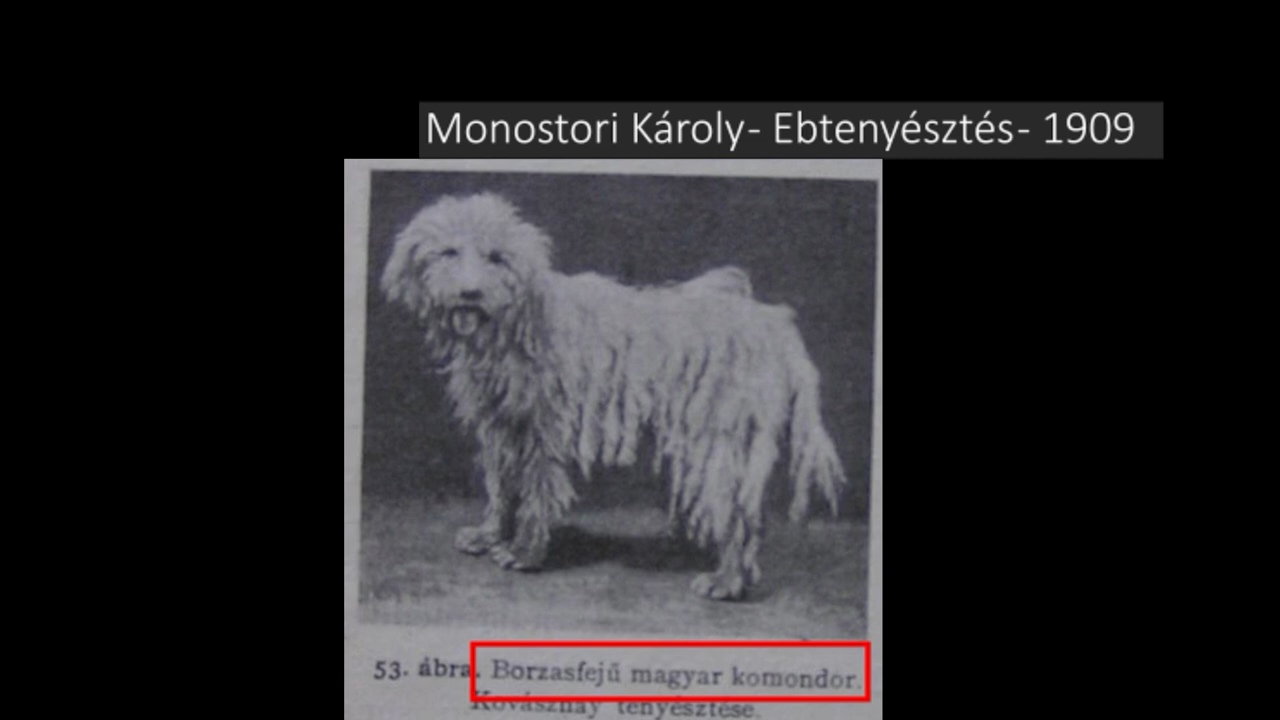 Monostori Károly- Ebtenyésztés- 1909
53. ábra. Borzasfejű magyar komondor.
Kovásznay tenyésztése.